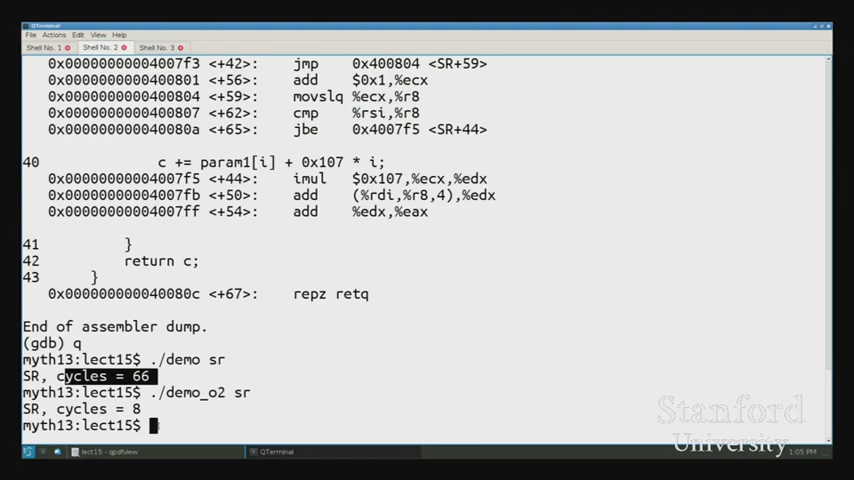 QTerminal
File Actions Edit View Help
Shell No. 1 Shell No. 2 Shell No. 3
0x00000000004007f3 <+42>: jmp 0x400804 <SR+59>
0x0000000000400801 <+56>: add $0x1,%ecx
0x0000000000400804 <+59>: movslq %ecx,%r8
0x0000000000400807 <+62>: cmp %rsi,%r8
0x000000000040080a <+65>: jbe 0x4007f5 <SR+44>
40 c += param1[i] + 0x107 * i;
0x00000000004007f5 <+44>: imul $0x107,%ecx,%edx
0x00000000004007fb <+50>: add (%rdi,%r8,4),%edx
0x00000000004007ff <+54>: add %edx,%eax
41 }
42 return c;
43 }
0x000000000040080c <+67>: repz retq
End of assembler dump.
(gdb) q
myth13:lect15$ ./demo sr
SR, cycles = 66
myth13:lect15$ ./demo_o2 sr
SR, cycles = 8
myth13:lect15$
Stanford
University
lect15 - qpdfview QTerminal 1:05 PM